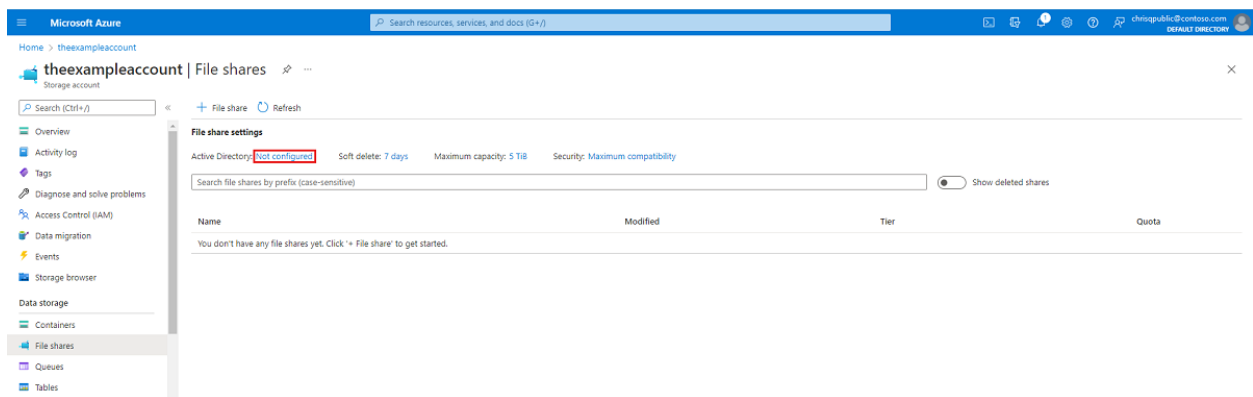 Microsoft Azure
Search resources, services, and docs (G+/)
1
chrisqpublic@contoso.com
DEFAULT DIRECTORY
Home > theexampleaccount
theexampleaccount | File shares
Storage account
Search (Ctrl+/)
+ File share Refresh
Overview
Activity log
Tags
Diagnose and solve problems
Access Control (IAM)
Data migration
Events
Storage browser
Data storage
Containers
File shares
Queues
Tables
File share settings
Active Directory: Not configured Soft delete: 7 days Maximum capacity: 5 TiB Security: Maximum compatibility
Search file shares by prefix (case-sensitive)
Show deleted shares
Name Modified Tier Quota
You don't have any file shares yet. Click '+ File share' to get started.